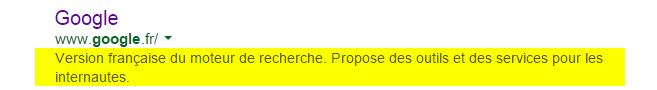 Google
www.google.fr/
Version française du moteur de recherche. Propose des outils et des services pour les
internautes.